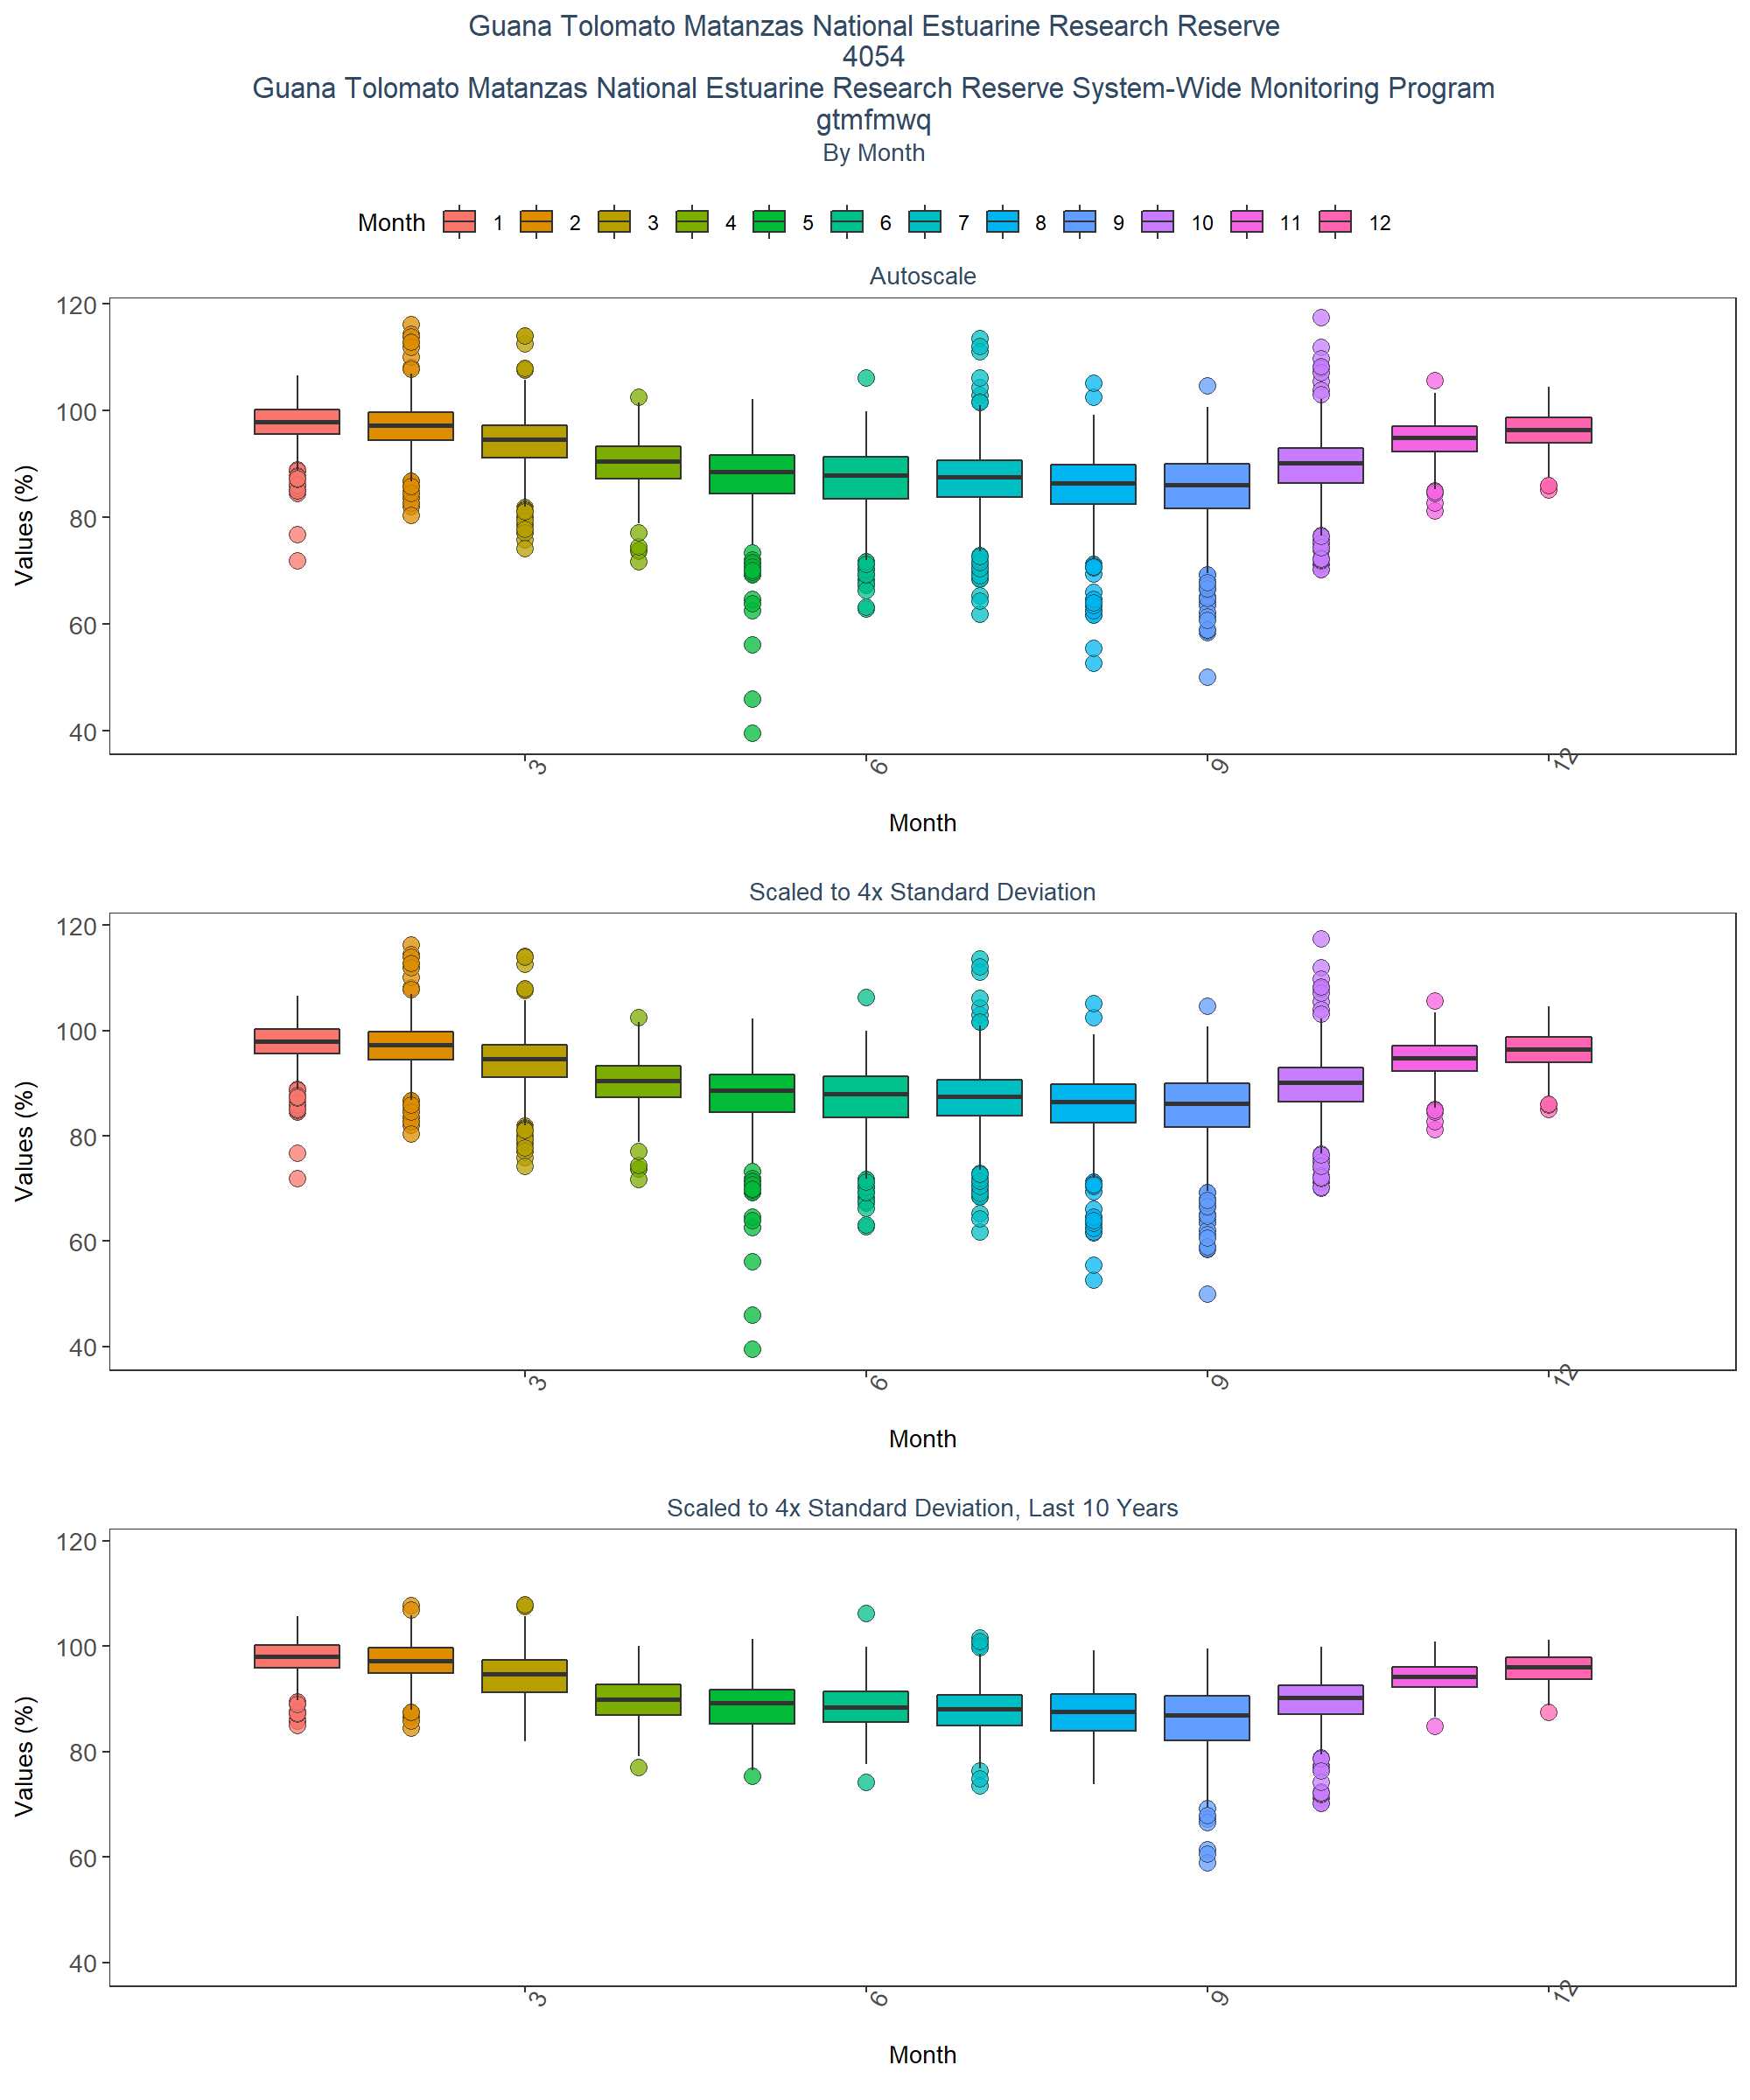 Guana Tolomato Matanzas National Estuarine Research Reserve
4054
Guana Tolomato Matanzas National Estuarine Research Reserve System-Wide Monitoring Program
gtmfmwq
By Month
Month 1 2 3 4 5 6 7 8 9 10 11 12
Autoscale
120
100
80
60
40
Values (%)
3 6 9 12
Month
Scaled to 4x Standard Deviation
120
100
80
60
40
Values (%)
3 6 9 12
Month
Scaled to 4x Standard Deviation, Last 10 Years
120
100
80
60
40
Values (%)
3 6 9 12
Month